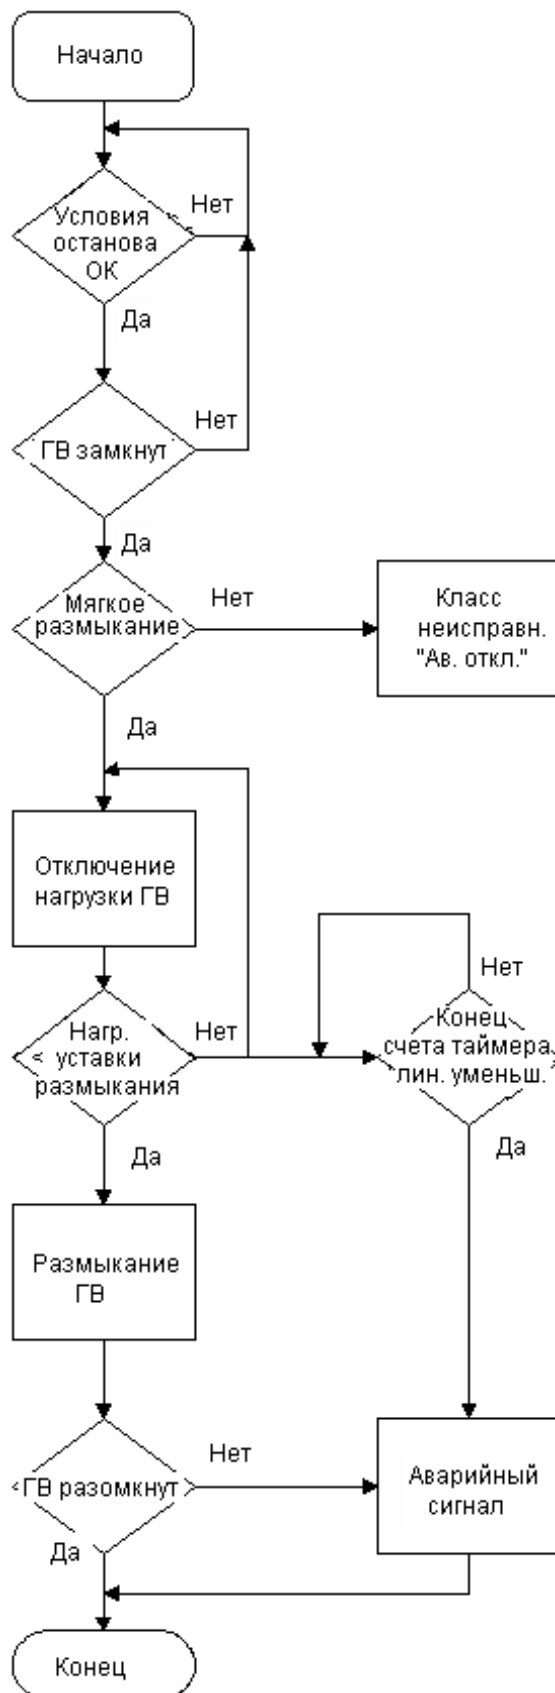 Начало
Нет
Условия
останова
ОК
Да
Нет
ГВ замкнут
Да
Мягкое
размыкание
Нет
Класс
неисправн.
"Ав. откл."
Да
Отключение
нагрузки ГВ
Нет
Нагр.
< уставки
размыкания
Нет
Конец
счета таймера
лин. уменьш.
Да
Да
Размыкание
ГВ
Нет
ГВ разомкнут
Аварийный
сигнал
Да
Конец